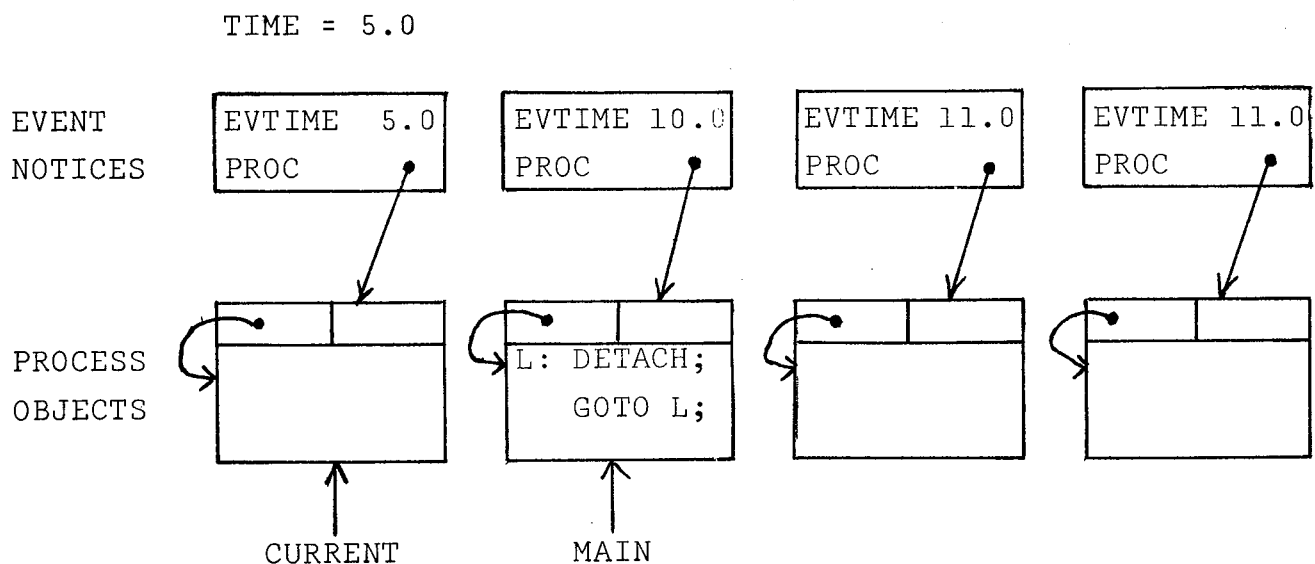 TIME = 5.0
EVENT
NOTICES
EVTIME 5.0
PROC
EVTIME 10.0
PROC
EVTIME 11.0
PROC
EVTIME 11.0
PROC
PROCESS
OBJECTS
L: DETACH;
GOTO L;
CURRENT
MAIN